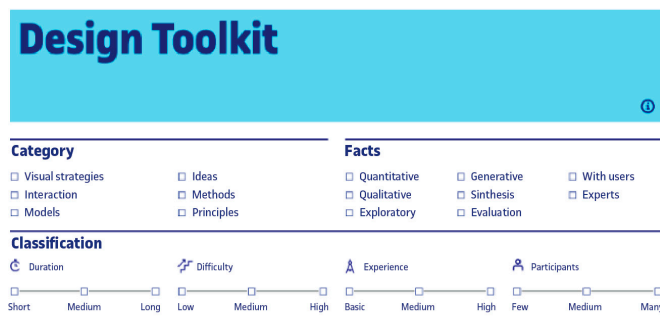 Design Toolkit
Category
Visual strategies
Interaction
Models
Ideas
Methods
Principles
Facts
Quantitative
Qualitative
Exploratory
Generative
Sinthesis
Evaluation
With users
Experts
Classification
Duration
Short Medium Long
Difficulty
Low Medium High
Experience
Basic Medium High
Participants
Few Medium Many